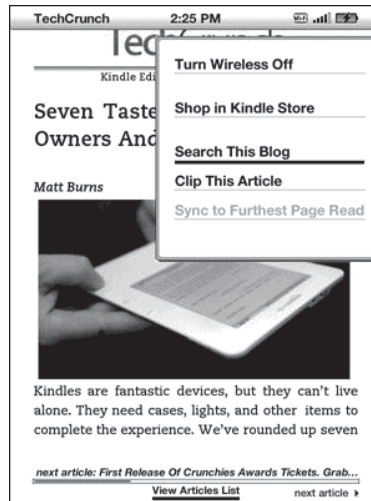 TechCrunch 2:25 PM
Kindle Edi
Turn Wireless Off
Shop in Kindle Store
Search This Blog
Clip This Article
Sync to Furthest Page Read
Seven Taste
Owners And
Matt Burns
Kindles are fantastic devices, but they can't live
alone. They need cases, lights, and other items to
complete the experience. We've rounded up seven
next article: First Release Of Crunchies Awards Tickets. Grab...
View Articles List
next article